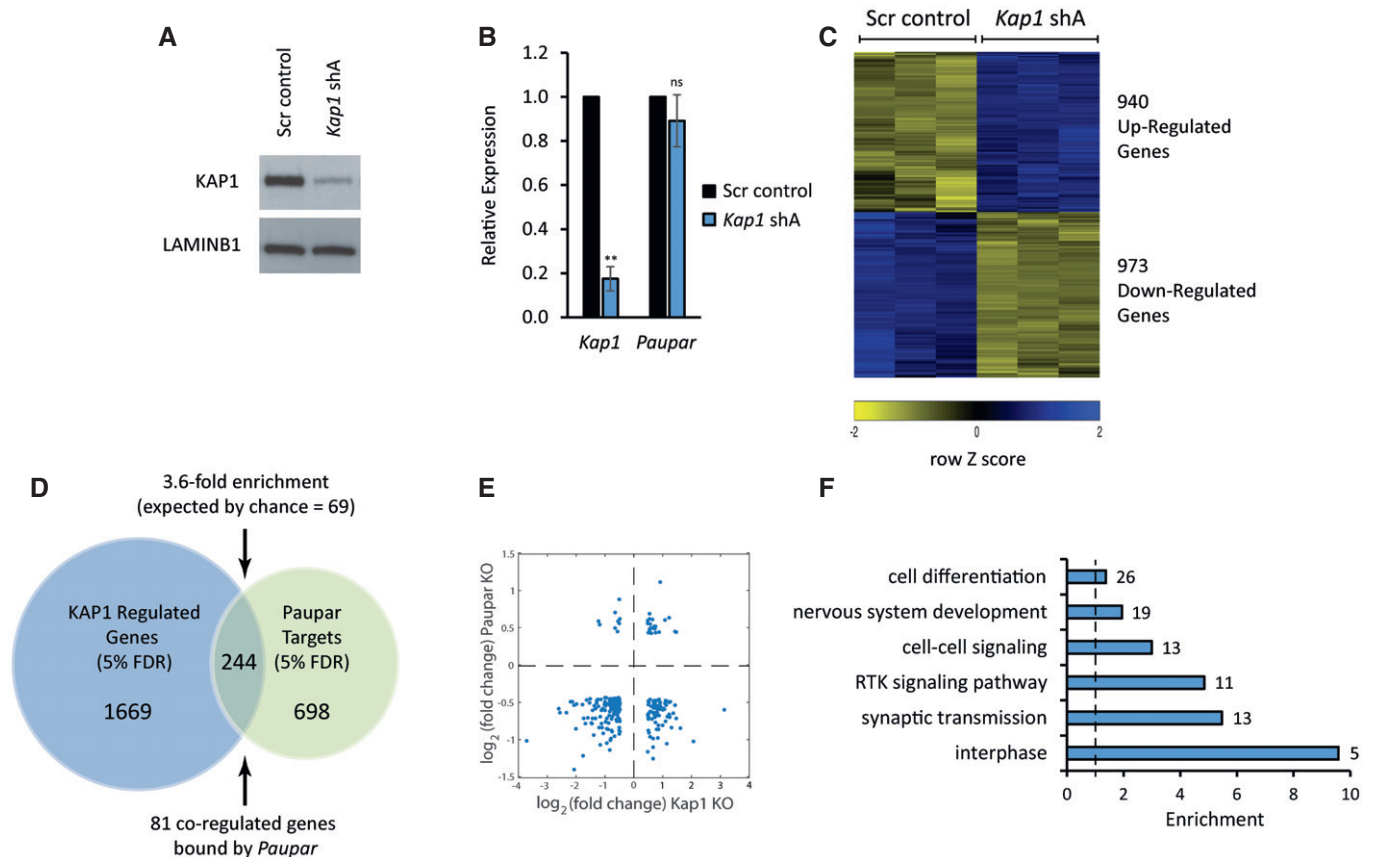 A
Scr control
Kap1 shA
KAP1
LAMINB1
B
1.2
1.0
0.8
0.6
0.4
0.2
0.0
Relative Expression
**
ns
Kap1
Paupar
Scr control
Kap1 shA
C
Scr control
Kap1 shA
940
Up-Regulated
Genes
973
Down-Regulated
Genes
-2
0
2
row Z score
D
3.6-fold enrichment
(expected by chance = 69)
KAP1 Regulated
Genes
(5% FDR)
1669
244
Paupar
Targets
(5% FDR)
698
81 co-regulated genes
bound by Paupar
E
1.5
1
0.5
0
-0.5
-1
-1.5
log2(fold change) Paupar KO
-4
-3
-2
-1
0
1
2
3
4
log2(fold change) Kap1 KO
F
cell differentiation
26
nervous system development
19
cell-cell signaling
13
RTK signaling pathway
11
synaptic transmission
13
interphase
5
0
2
4
6
8
10
Enrichment